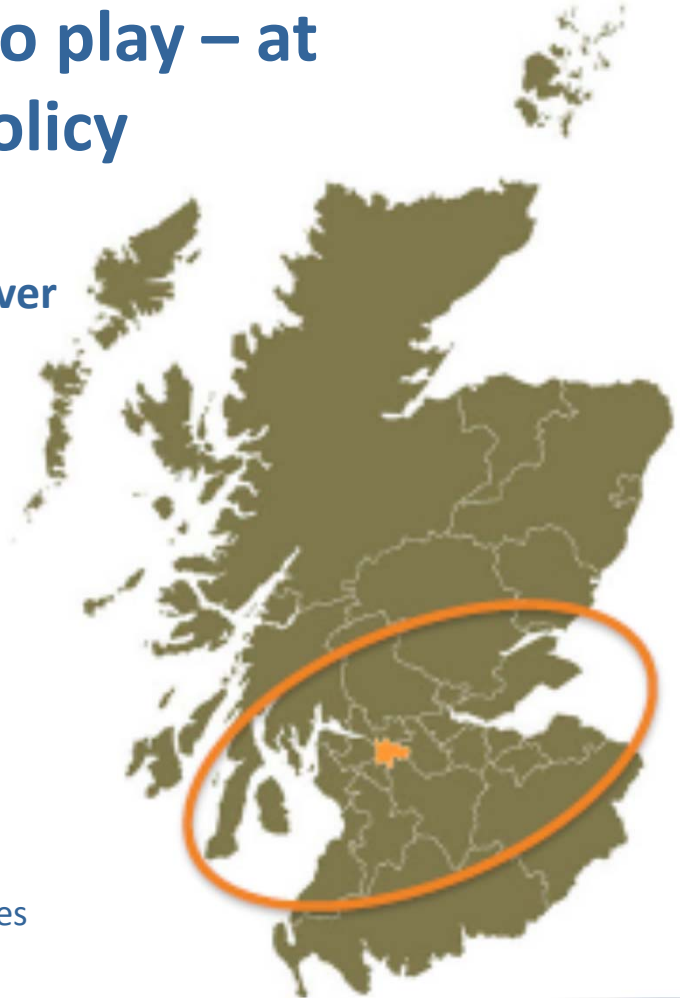 o play – at
olicy
ver
es